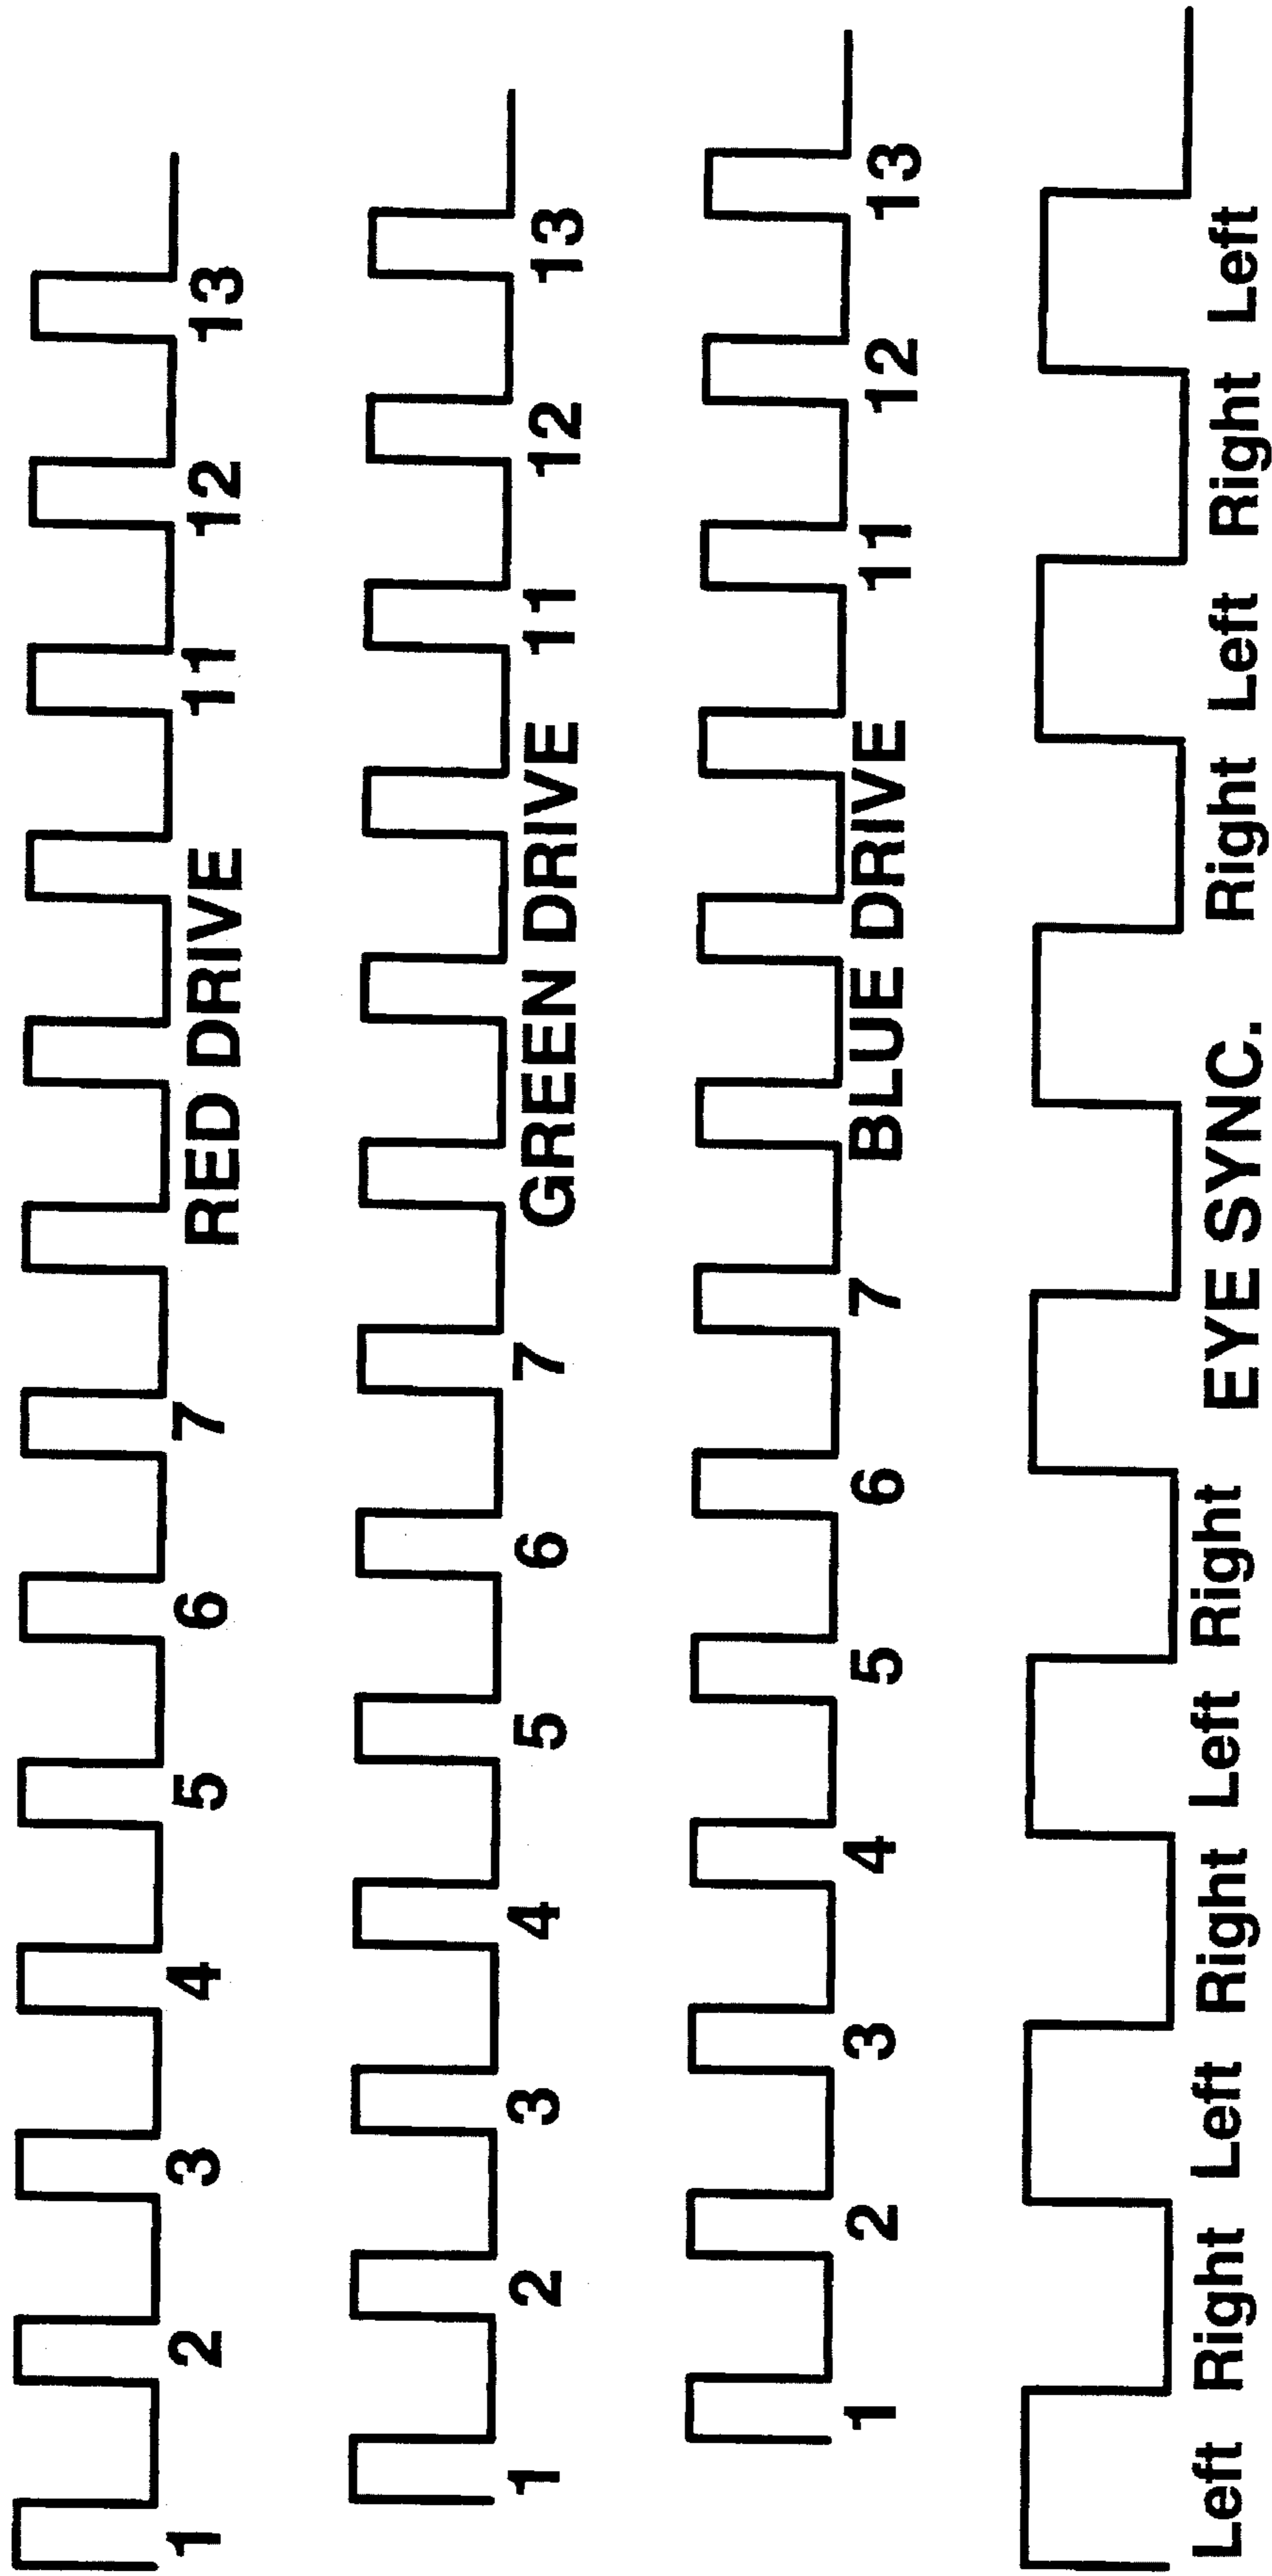 1 2 3 4 5 6 7 RED DRIVE 11 12 13
1 2 3 4 5 6 7 GREEN DRIVE 11 12 13
1 2 3 4 5 6 7 BLUE DRIVE 11 12 13
Left Right Left Right Left Right EYE SYNC. Right Left Right Left